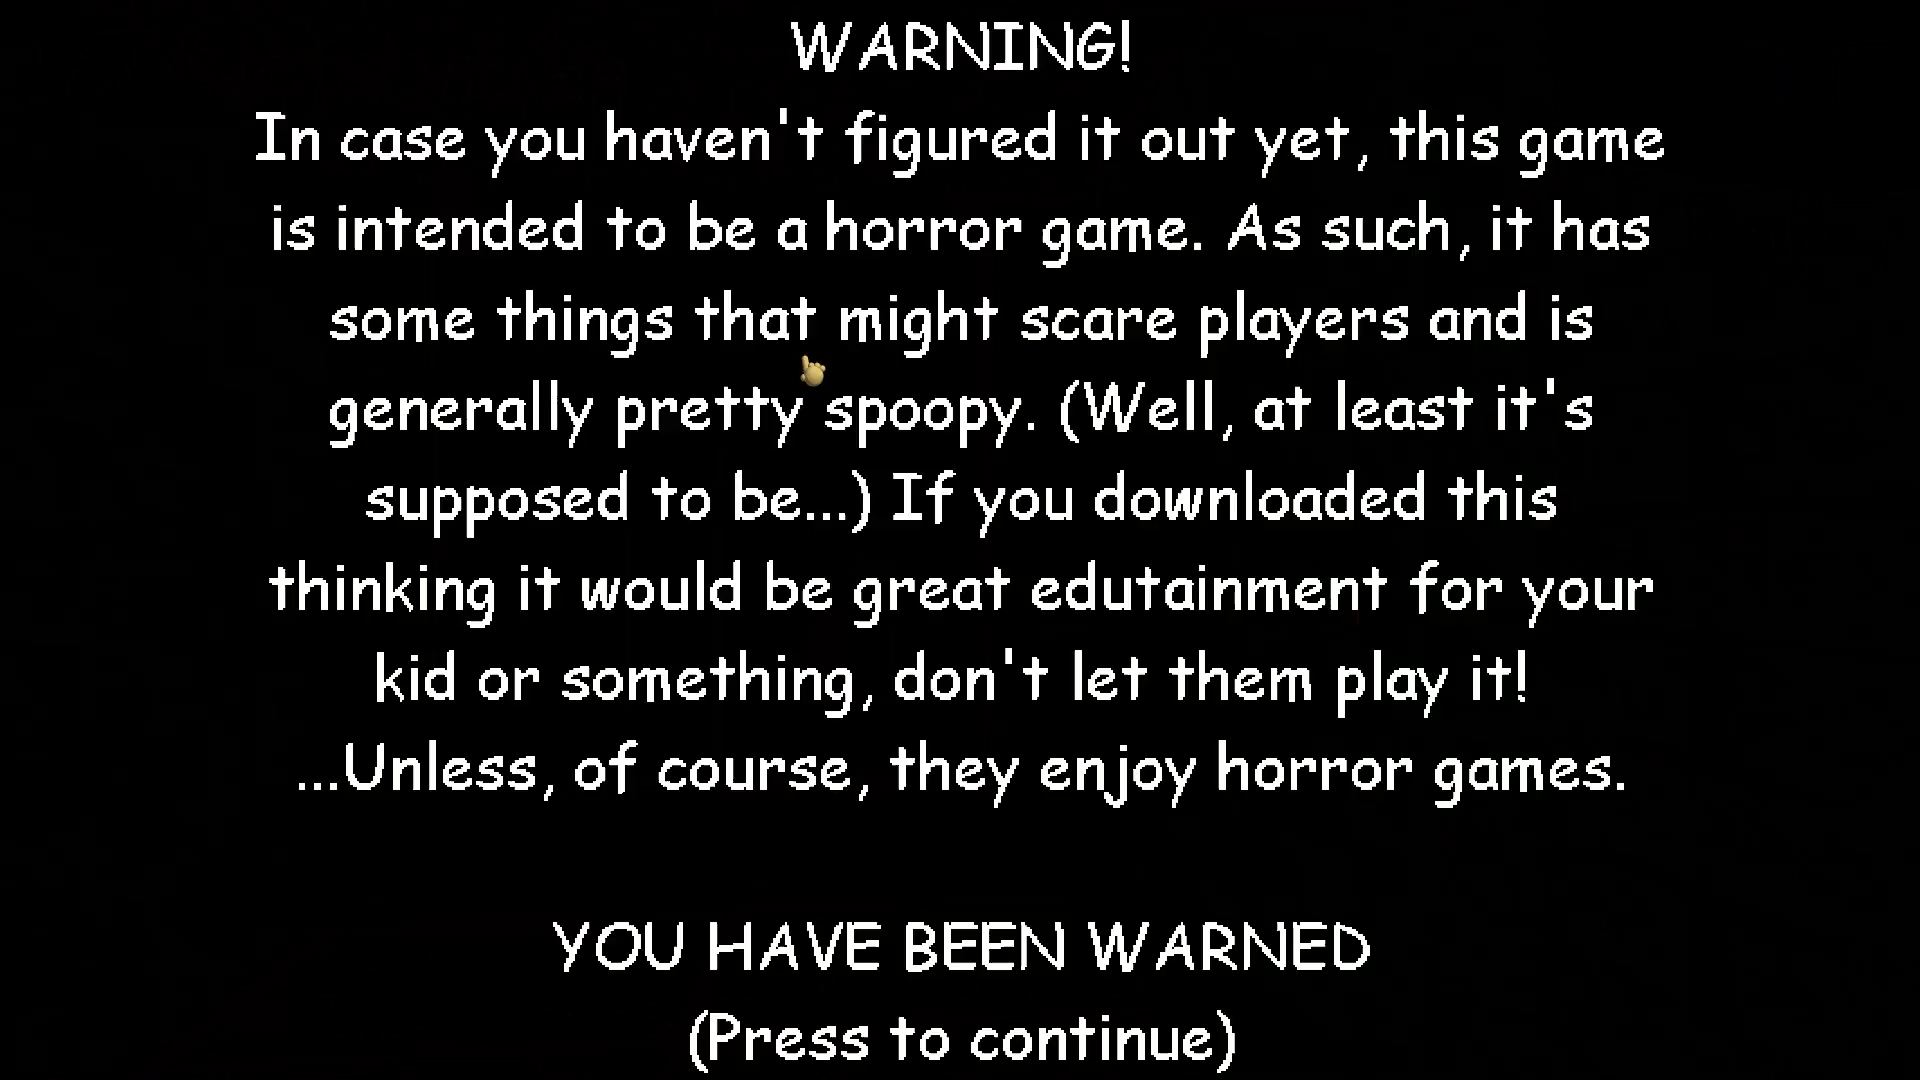 WARNING!
In case you haven't figured it out yet, this game
is intended to be a horror game. As such, it has
some things that might scare players and is
generally pretty spoopy. (Well, at least it's
supposed to be...) If you downloaded this
thinking it would be great edutainment for your
kid or something, don't let them play it!
...Unless, of course, they enjoy horror games.
YOU HAVE BEEN WARNED
(Press to continue)